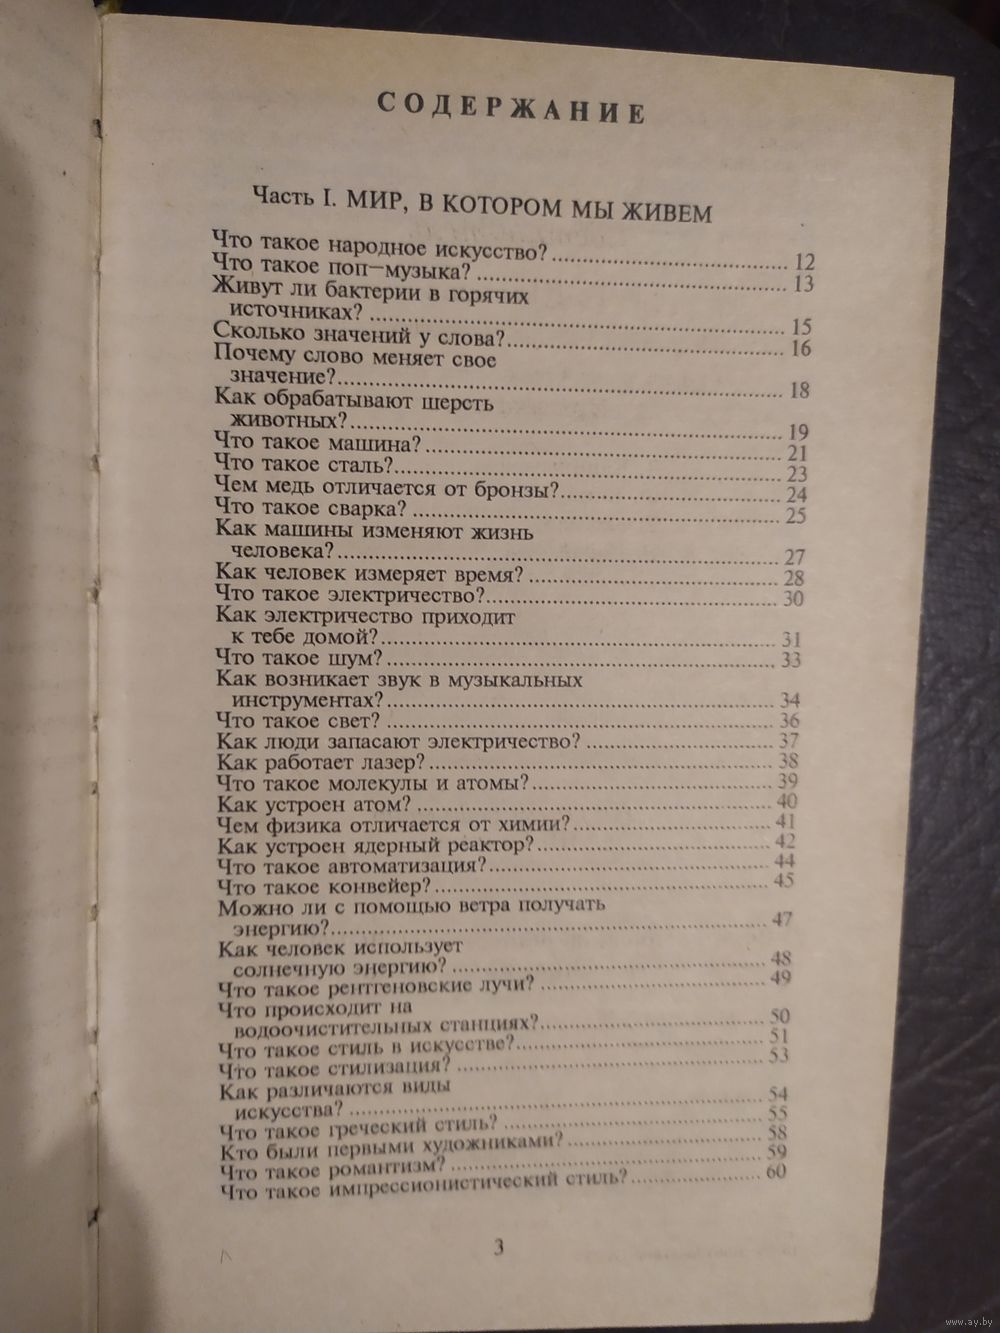 СОДЕРЖАНИЕ
Часть I. МИР, В КОТОРОМ МЫ ЖИВЕМ
Что такое народное искусство? 12
Что такое поп—музыка? 13
Живут ли бактерии в горячих
источниках? 15
Сколько значений у слова? 16
Почему слово меняет свое
значение? 18
Как обрабатывают шерсть
животных? 19
Что такое машина? 21
Что такое сталь? 23
Чем медь отличается от бронзы? 24
Что такое сварка? 25
Как машины изменяют жизнь
человека? 27
Как человек измеряет время? 28
Что такое электричество? 30
Как электричество приходит
к тебе домой? 31
Что такое шум? 33
Как возникает звук в музыкальных
инструментах? 34
Что такое свет? 36
Как люди запасают электричество? 37
Как работает лазер? 38
Что такое молекулы и атомы? 39
Как устроен атом? 40
Чем физика отличается от химии? 41
Как устроен ядерный реактор? 42
Что такое автоматизация? 44
Что такое конвейер? 45
Можно ли с помощью ветра получать
энергию? 47
Как человек использует
солнечную энергию? 48
Что такое рентгеновские лучи? 49
Что происходит на
водоочистительных станциях? 50
Что такое стиль в искусстве? 51
Что такое стилизация? 53
Как различаются виды
искусства? 54
Что такое греческий стиль? 55
Кто были первыми художниками? 58
Что такое романтизм? 59
Что такое импрессионистический стиль? 60
3
www.ay.by